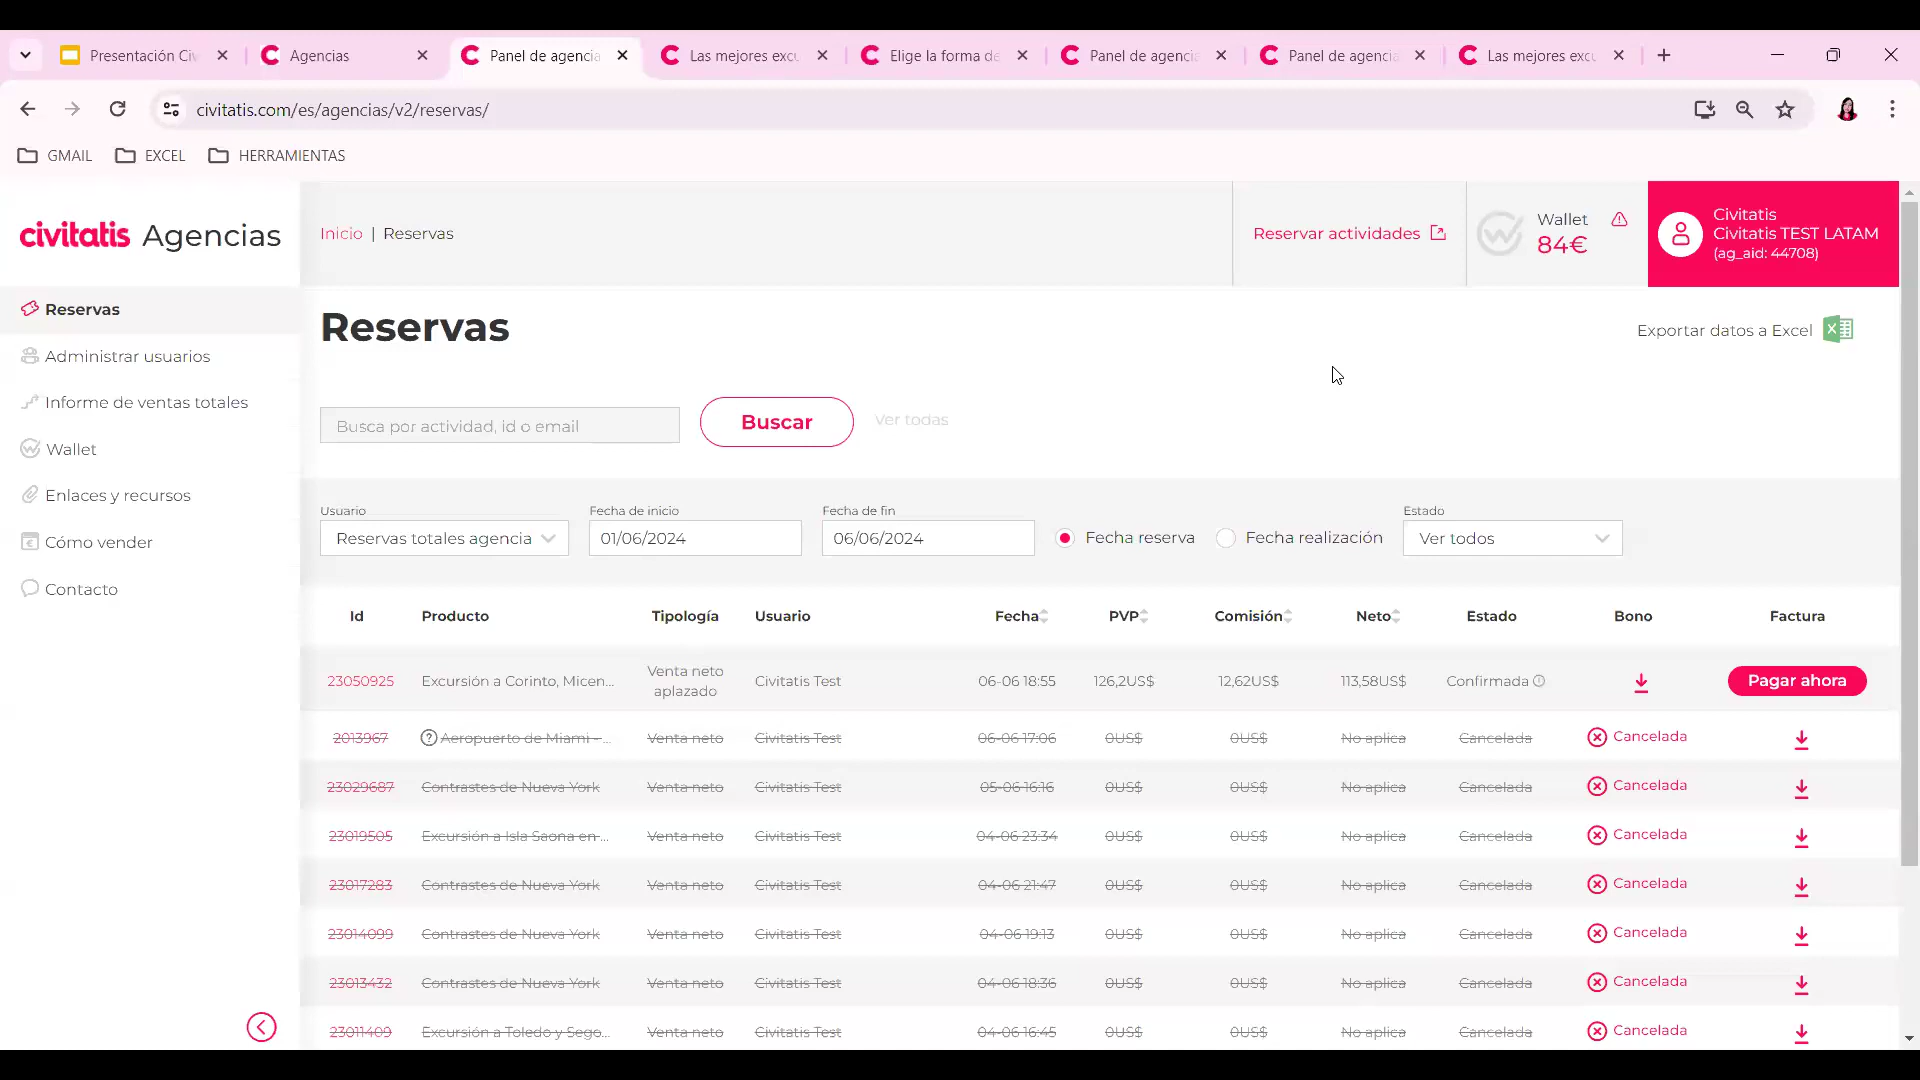 Presentación Civ
Agencias
Panel de agencia
Las mejores excu
Elige la forma de
Panel de agencia
Panel de agencia
Las mejores excu
civitatis.com/es/agencias/v2/reservas/
GMAIL
EXCEL
HERRAMIENTAS
civitatis Agencias
Inicio | Reservas
Reservar actividades
Wallet
84€
Civitatis
Civitatis TEST LATAM
(ag_aid: 44708)
Reservas
Administrar usuarios
Informe de ventas totales
Wallet
Enlaces y recursos
Cómo vender
Contacto
Reservas
Exportar datos a Excel
Busca por actividad, id o email
Buscar
Ver todas
Usuario
Fecha de inicio
Fecha de fin
Estado
Reservas totales agencia
01/06/2024
06/06/2024
Fecha reserva
Fecha realización
Ver todos
Id Producto Tipología Usuario Fecha PVP Comisión Neto Estado Bono Factura
23050925 Excursión a Corinto, Micen... Venta neto aplazado Civitatis Test 06-06 18:55 126,2US$ 12,62US$ 113,58US$ Confirmada Pagar ahora
2013967 Aeropuerto de Miami - ... Venta neto Civitatis Test 06-06 17:06 0US$ 0US$ No aplica Cancelada Cancelada
23029687 Contrastes de Nueva York Venta neto Civitatis Test 05-06 16:16 0US$ 0US$ No aplica Cancelada Cancelada
23019505 Excursión a Isla Saona en ... Venta neto Civitatis Test 04-06 23:34 0US$ 0US$ No aplica Cancelada Cancelada
23017283 Contrastes de Nueva York Venta neto Civitatis Test 04-06 21:47 0US$ 0US$ No aplica Cancelada Cancelada
23014099 Contrastes de Nueva York Venta neto Civitatis Test 04-06 19:13 0US$ 0US$ No aplica Cancelada Cancelada
23013432 Contrastes de Nueva York Venta neto Civitatis Test 04-06 18:36 0US$ 0US$ No aplica Cancelada Cancelada
23011409 Excursión a Toledo y Sego... Venta neto Civitatis Test 04-06 16:45 0US$ 0US$ No aplica Cancelada Cancelada